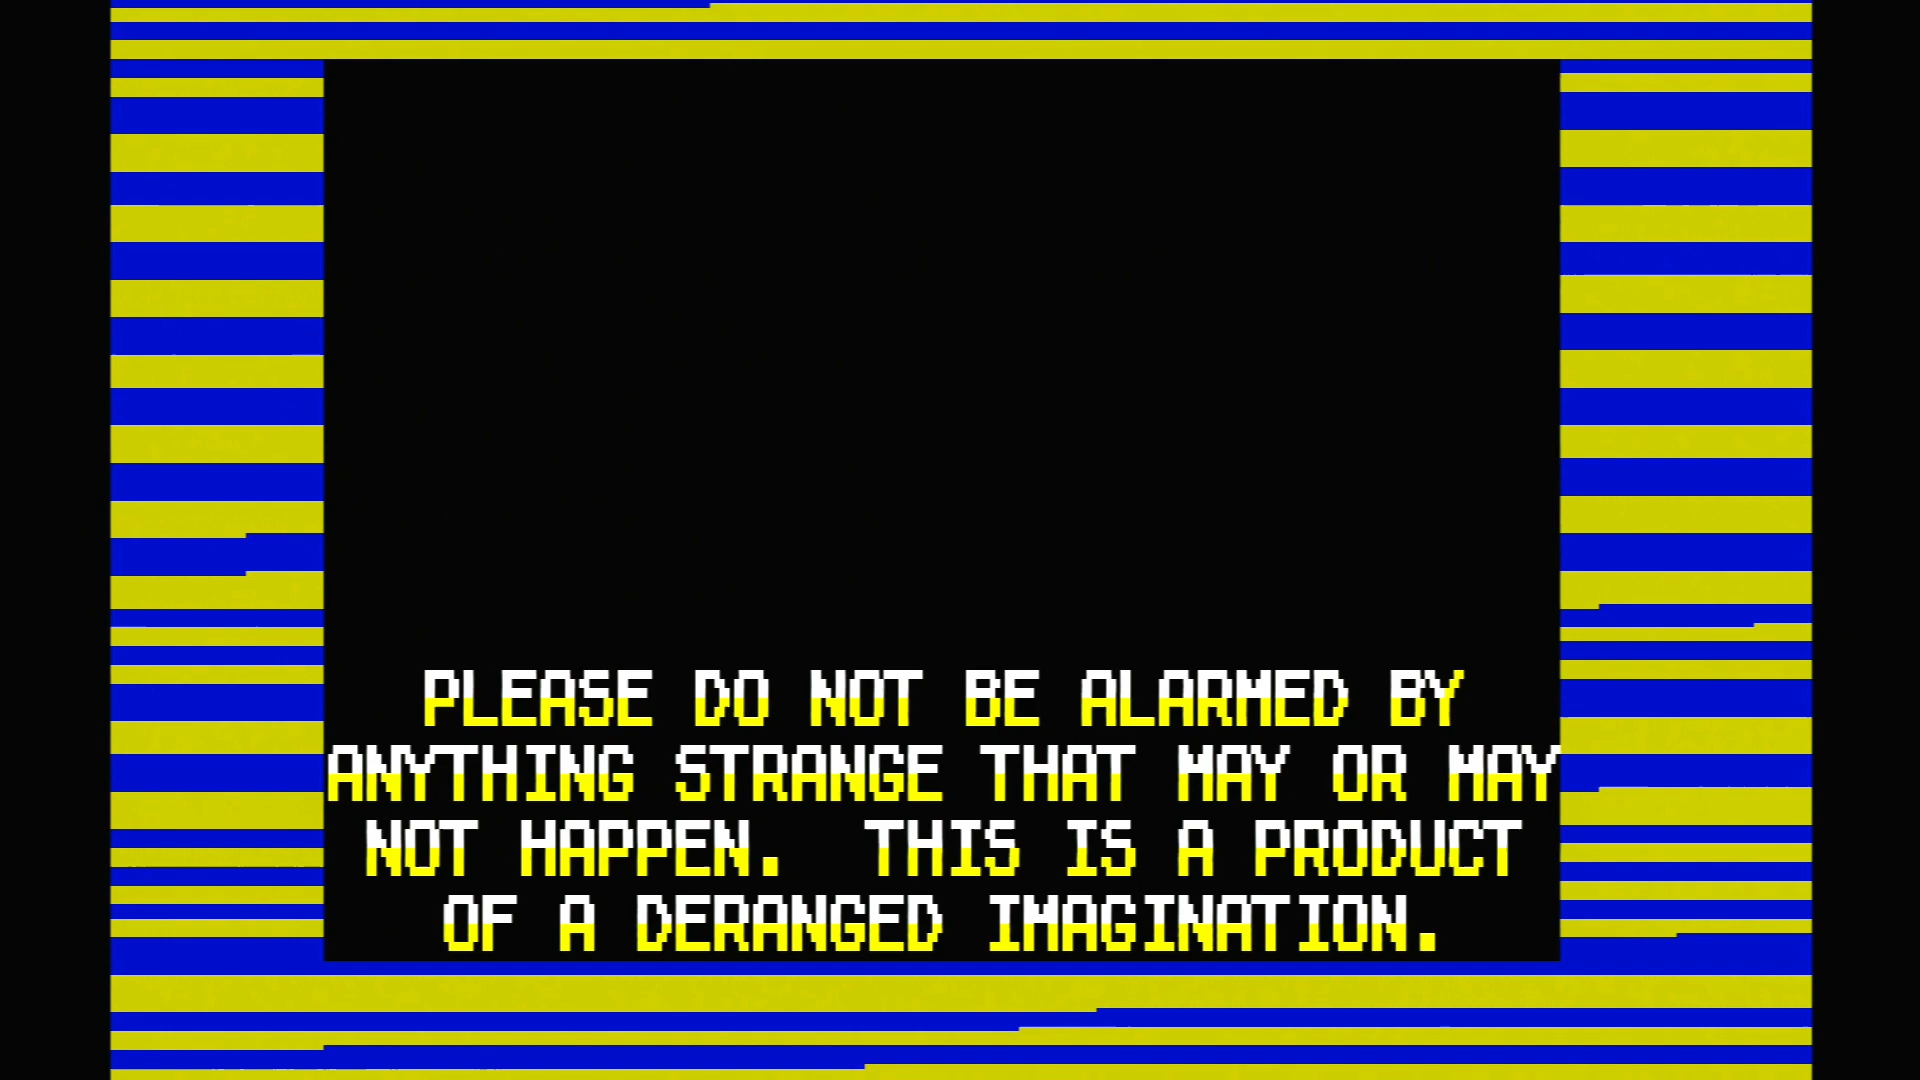 PLEASE DO NOT BE ALARMED BY
ANYTHING STRANGE THAT MAY OR MAY
NOT HAPPEN.  THIS IS A PRODUCT
OF A DERANGED IMAGINATION.